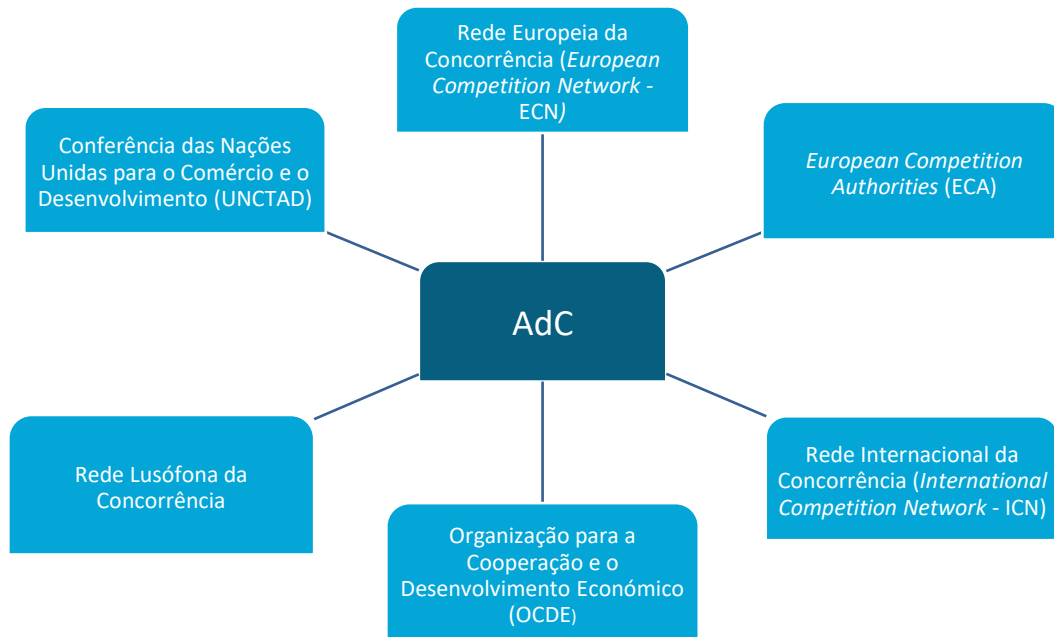 Rede Europeia da
Concorrência (European
Competition Network -
ECN)
Conferência das Nações
Unidas para o Comércio e o
Desenvolvimento (UNCTAD)
European Competition
Authorities (ECA)
AdC
Rede Lusófona da
Concorrência
Rede Internacional da
Concorrência (International
Competition Network - ICN)
Organização para a
Cooperação e o
Desenvolvimento Económico
(OCDE)